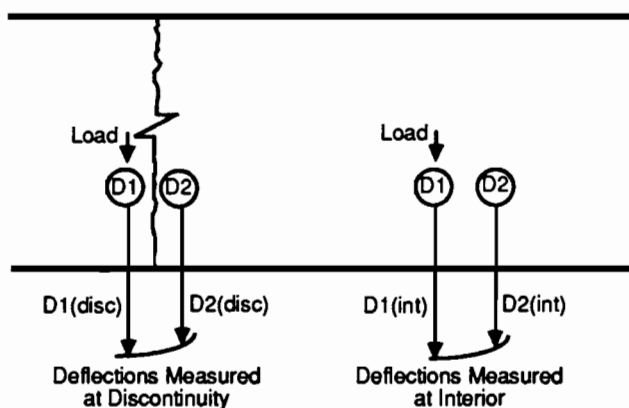 Load
Load
D1 D2
D1 D2
D1(disc)
D2(disc)
D1(int)
D2(int)
Deflections Measured
at Discontinuity
Deflections Measured
at Interior